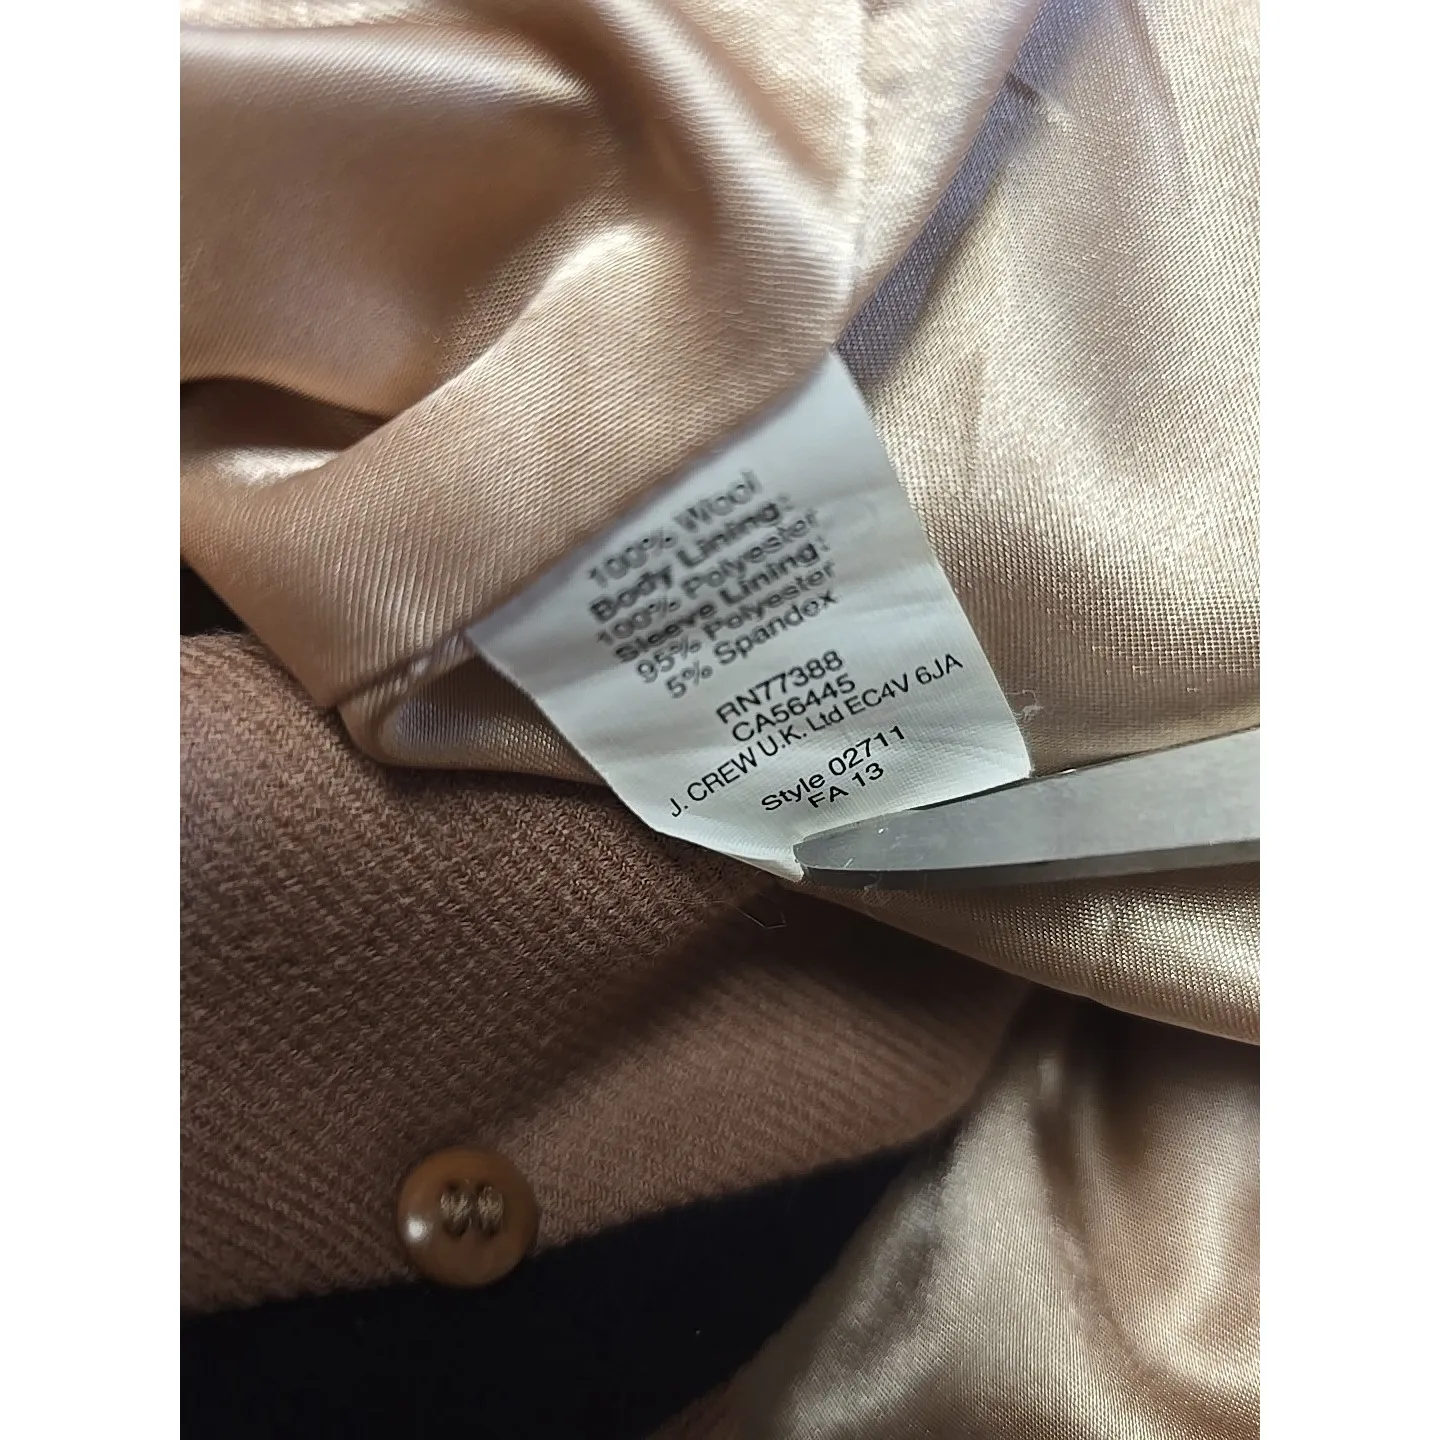 100% Wool
Body Lining:
100% Polyester
Sleeve Lining:
95% Polyester
5% Spandex
RN77388
CA56445
J. CREW U.K. Ltd EC4V 6JA
Style 02711
FA 13